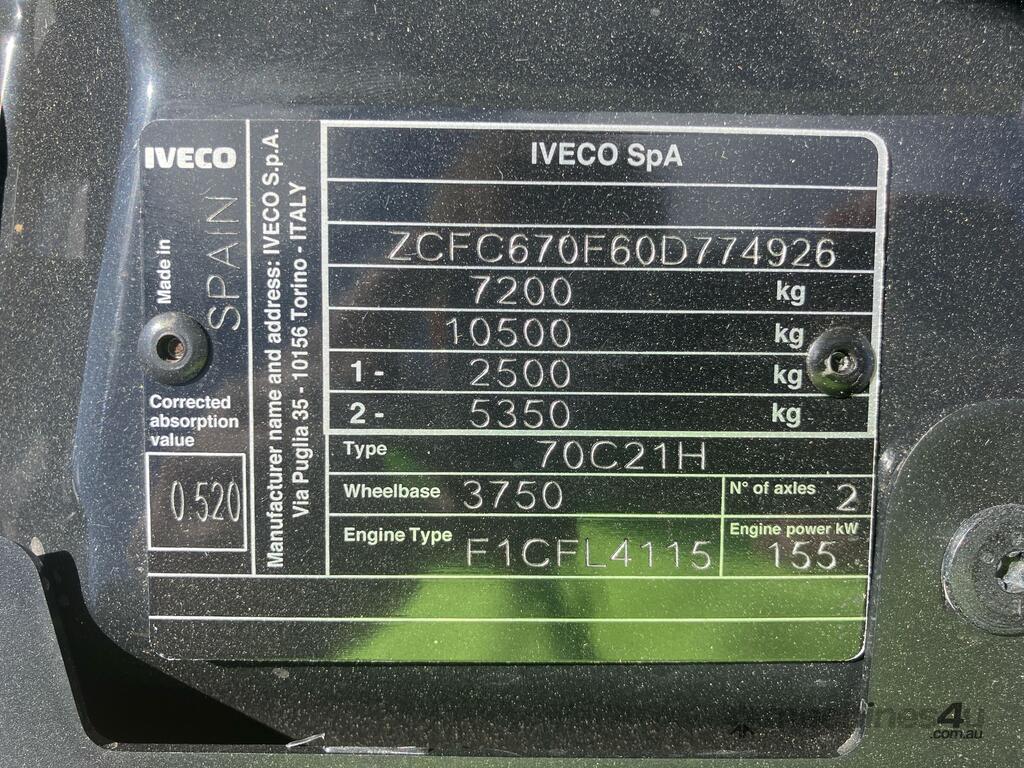 IVECO
Made in
SPAIN
Corrected
absorption
value
0.520
Manufacturer name and address: IVECO S.p.A.
Via Puglia 35 - 10156 Torino - ITALY
IVECO SpA
ZCFC670F60D774926
7200 kg
10500 kg
1- 2500 kg
2- 5350 kg
Type 70C21H
Wheelbase 3750 N° of axles 2
Engine Type F1CFL4115 Engine power kW 155
machines4u
.com.au